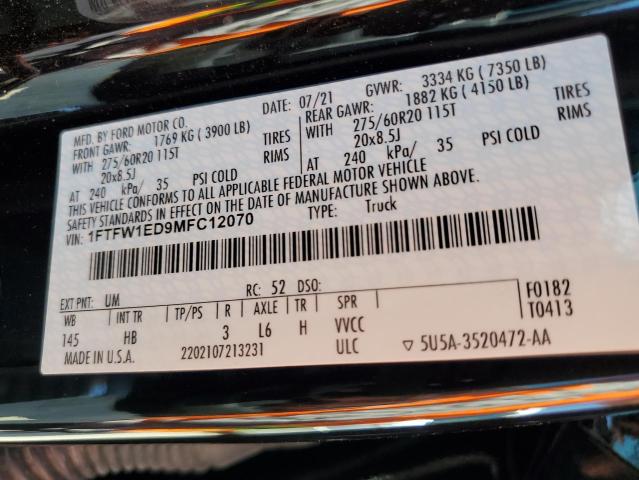 MFD. BY FORD MOTOR CO. DATE: 07/21 GVWR: 3334 KG ( 7350 LB)
FRONT GAWR: 1769 KG ( 3900 LB) REAR GAWR: 1882 KG ( 4150 LB)
WITH 275/60R20 115T TIRES WITH 275/60R20 115T TIRES
20x8.5J RIMS 20x8.5J RIMS
AT 240 kPa/ 35 PSI COLD AT 240 kPa/ 35 PSI COLD
THIS VEHICLE CONFORMS TO ALL APPLICABLE FEDERAL MOTOR VEHICLE
SAFETY STANDARDS IN EFFECT ON THE DATE OF MANUFACTURE SHOWN ABOVE.
VIN: 1FTFW1ED9MFC12070 TYPE: Truck
EXT PNT: UM RC: 52 DSO: F0182
WB INT TR TP/PS R AXLE TR SPR T0413
145 HB 3 L6 H VVCC
MADE IN U.S.A. 2202107213231 ULC ▽ 5U5A-3520472-AA